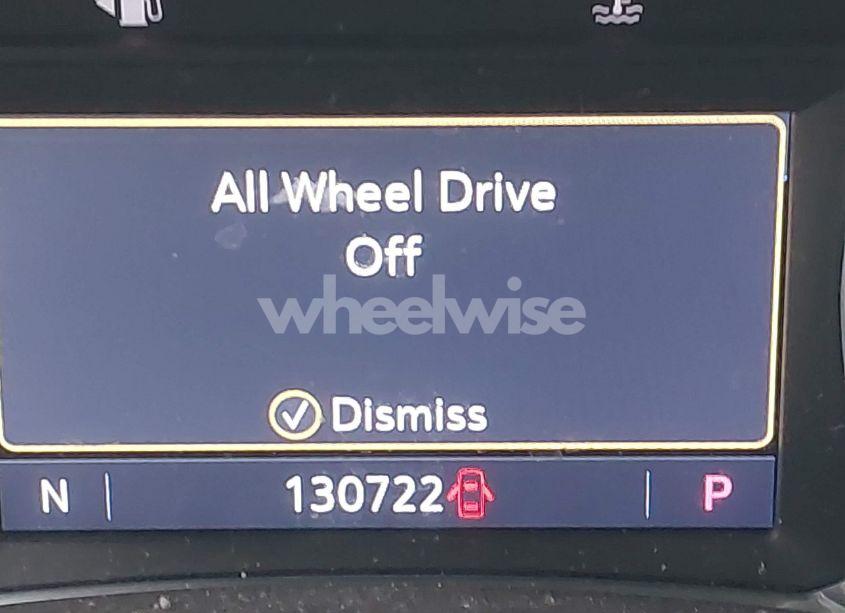 All Wheel Drive
Off
wheelwise
Dismiss
N 130722 P